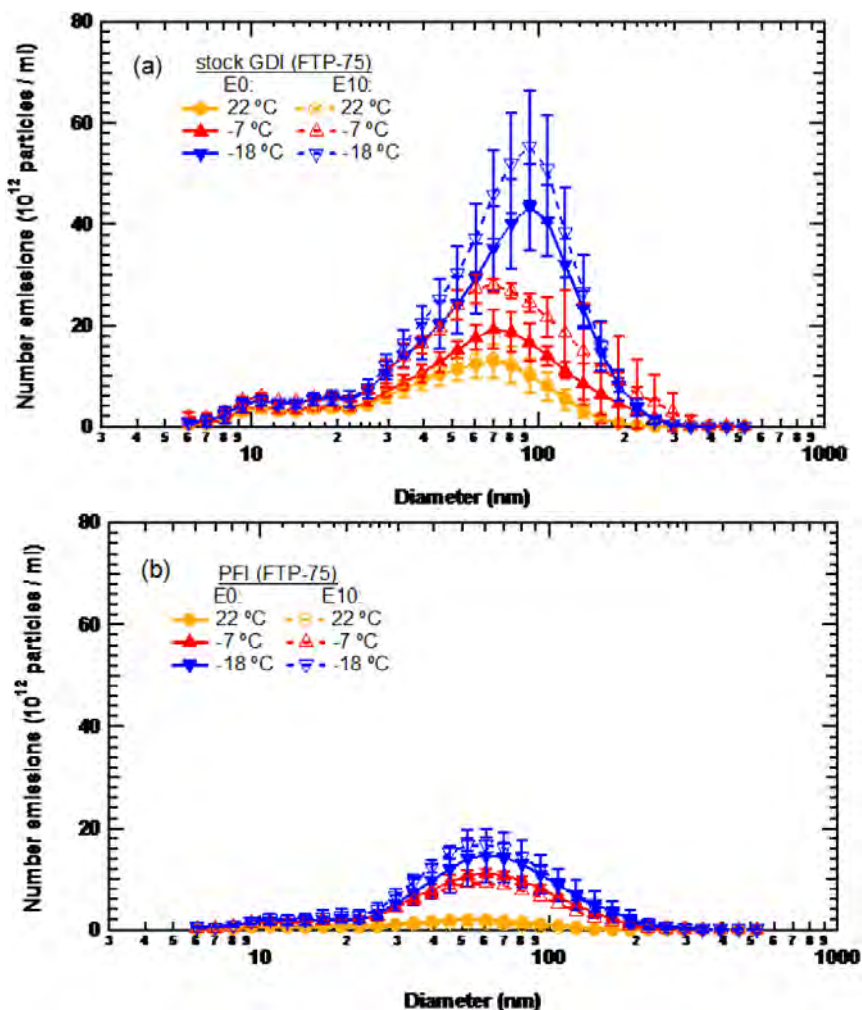 80
60
40
20
0
Number emissions (10¹² particles / ml)
(a)
stock GDI (FTP-75)
E0: E10:
22 ºC 22 ºC
-7 ºC -7 ºC
-18 ºC -18 ºC
3 4 5 6 7 8 9 2 3 4 5 6 7 8 9 2 3 4 5 6 7 8 9
10 100 1000
Diameter (nm)
80
60
40
20
0
Number emissions (10¹² particles / ml)
(b)
PFI (FTP-75)
E0: E10:
22 ºC 22 ºC
-7 ºC -7 ºC
-18 ºC -18 ºC
3 4 5 6 7 8 9 2 3 4 5 6 7 8 9 2 3 4 5 6 7 8 9
10 100 1000
Diameter (nm)